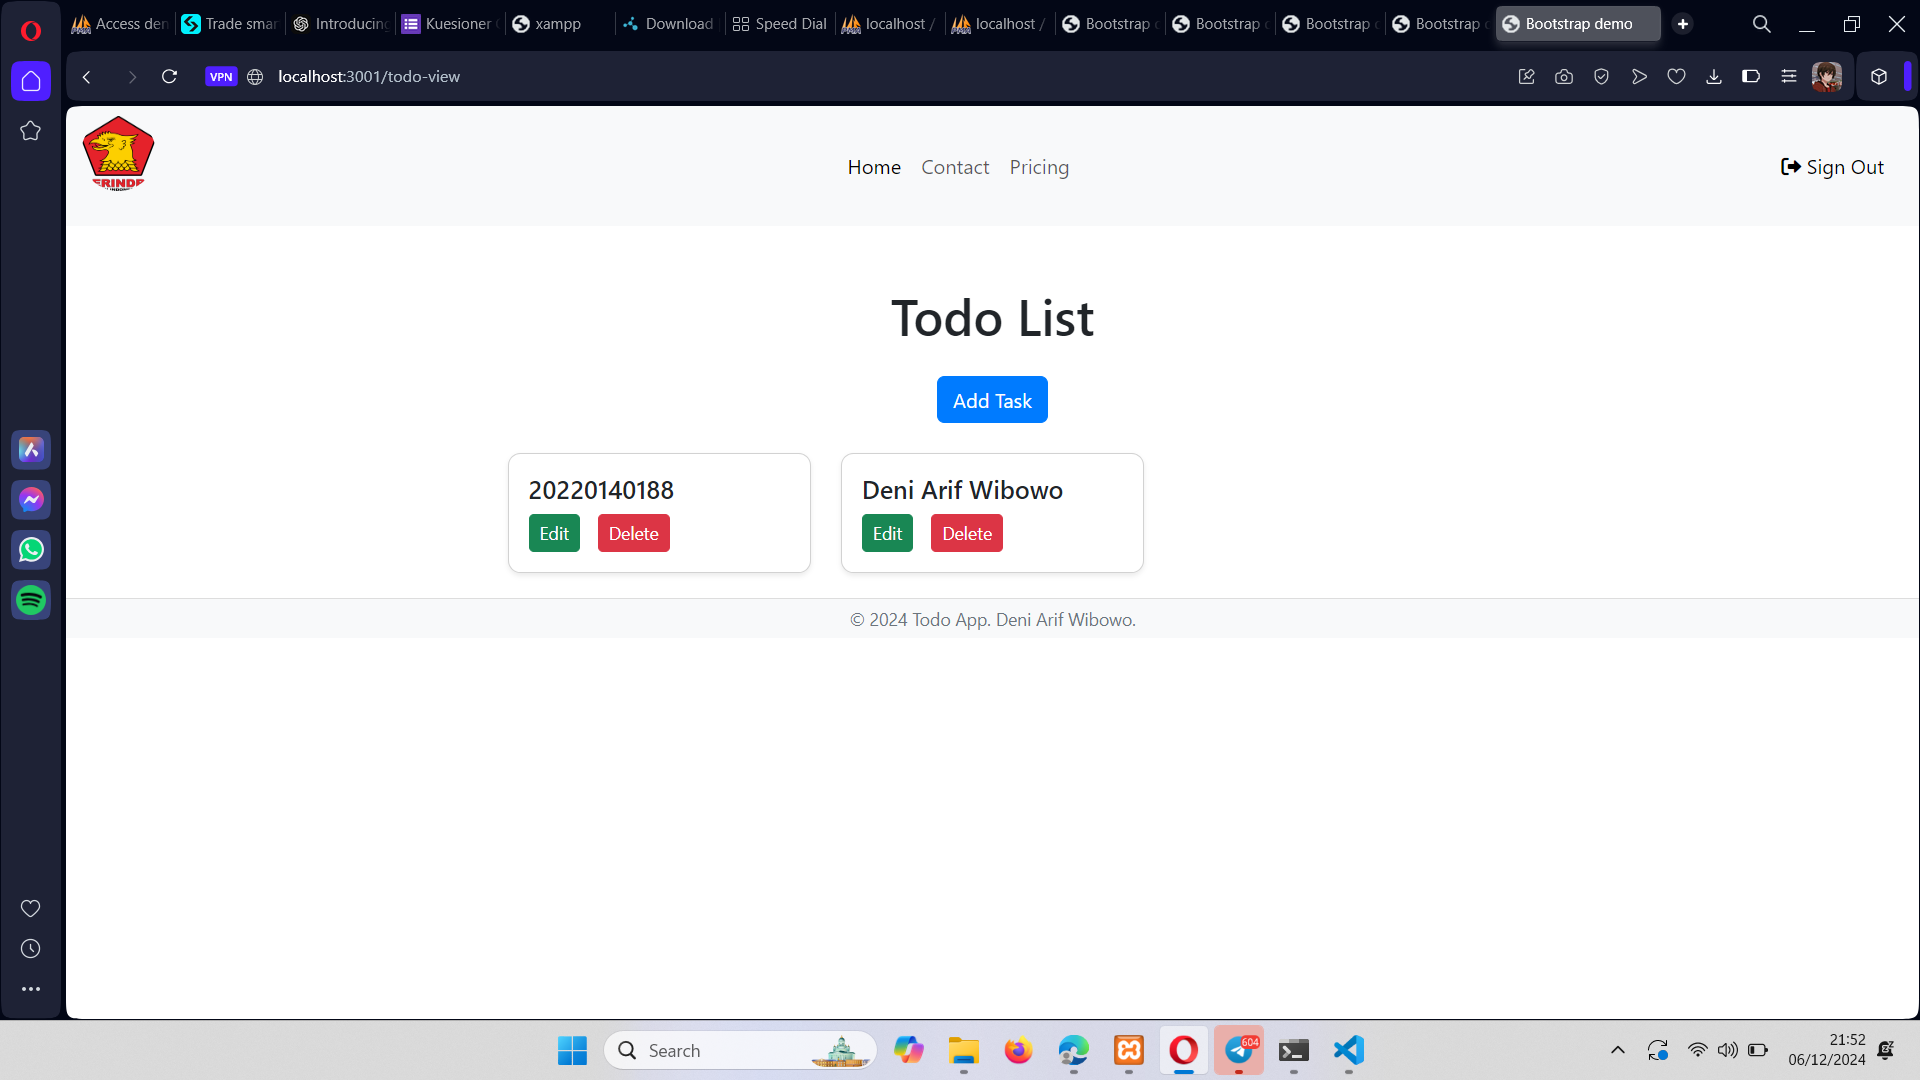 Access den
Trade smar
Introducing
Kuesioner
xampp
Download
Speed Dial
localhost /
localhost /
Bootstrap
Bootstrap
Bootstrap
Bootstrap
Bootstrap demo
VPN
localhost:3001/todo-view
Home
Contact
Pricing
Sign Out
Todo List
Add Task
20220140188
Edit
Delete
Deni Arif Wibowo
Edit
Delete
© 2024 Todo App. Deni Arif Wibowo.
Search
604
21:52
06/12/2024